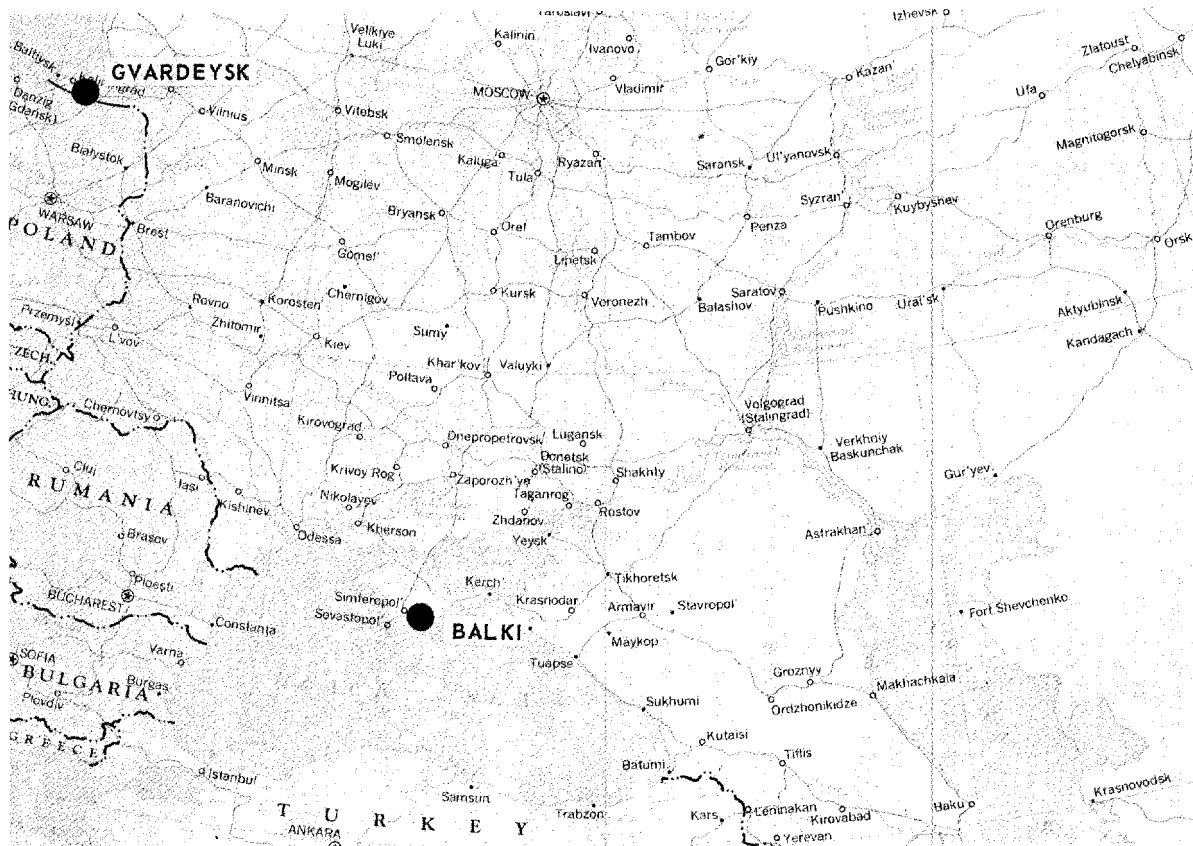 Yaroslavl
Izhevsk
Velikiye
Luki
Kalinin
Ivanovo
Gor'kiy
Zlatoust
Chelyabinsk
Baltiysk
GVARDEYSK
MOSCOW
Vladimir
Kazan'
Ufa
Danzig
(Gdeńsk)
Vilnius
Vitebsk
Smolensk
Magnitogorsk
Białystok
Minsk
Mogilëv
Kaluga
Tula
Ryazan'
Saransk
Ul'yanovsk
Baranovichi
WARSAW
POLAND
Brest
Bryansk
Orel
Tambov
Penza
Syzran'
Kuybyshev
Orenburg
Orsk
Gomel'
Lipetsk
Chernigov
Kursk
Voronezh
Balashov
Saratov
Pushkino
Ural'sk
Aktyubinsk
Rovno
Korosten'
Zhitomir
Przemyśl
L'vov
Kiev
Sumy
Kandagach
CZECH.
Khar'kov
Valuyki
Poltava
HUNG.
Vinnitsa
Chernovtsy
Kirovograd
Volgograd
(Stalingrad)
Dnepropetrovsk
Lugansk
Donetsk
(Stalino)
Verkhniy
Baskunchak
Cluj
RUMANIA
Iasi
Kishinev
Krivoy Rog
Zaporozh'ye
Shakhty
Gur'yev
Nikolayev
Taganrog
Kherson
Zhdanov
Rostov
Odessa
Yeysk
Astrakhan
Brasov
Ploesti
BUCHAREST
Constanța
Kerch'
Tikhoretsk
Simferopol'
Krasnodar
Armavir
Stavropol'
Fort Shevchenko
Sevastopol'
BALKI
Maykop
SOFIA
Varna
BULGARIA
Burgas
Tuapse
Groznyy
Makhachkala
Plovdiv
Sukhumi
Ordzhonikidze
GREECE
Kutaisi
Tiflis
Istanbul
Batumi
Krasnovodsk
TURKEY
Samsun
Trabzon
Kars
Leninakan
Kirovabad
Baku
ANKARA
Yerevan